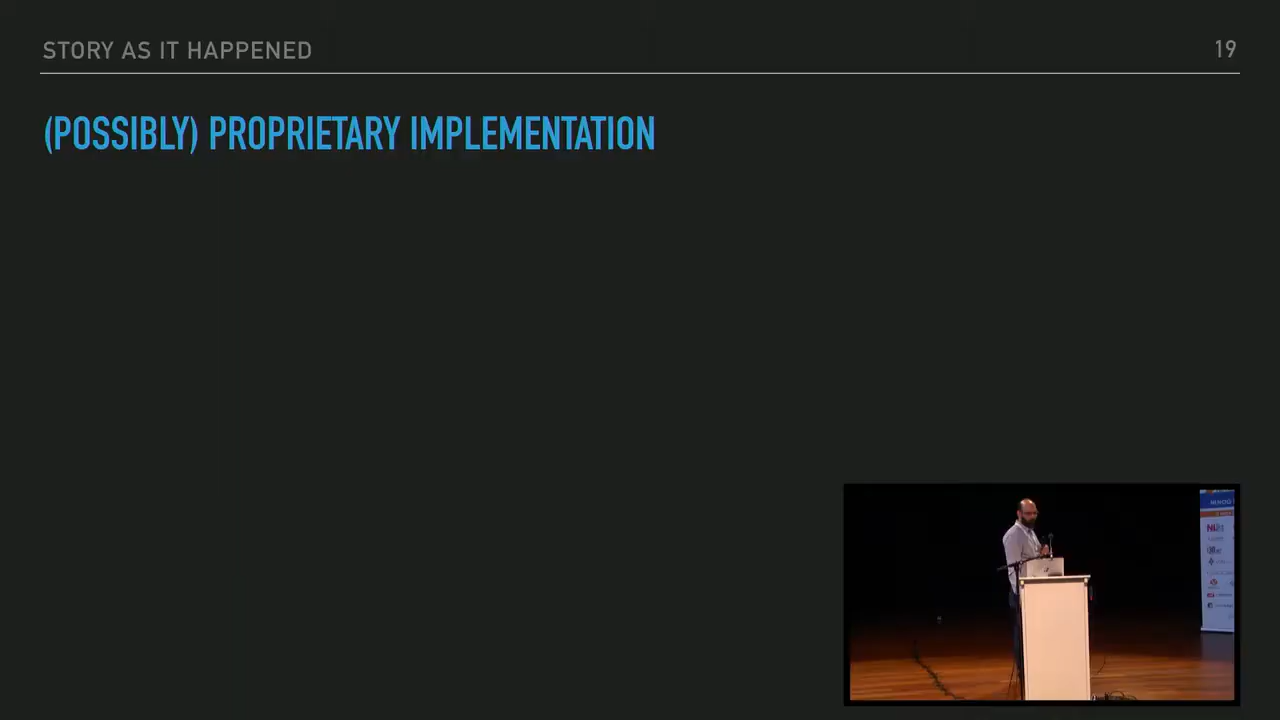 STORY AS IT HAPPENED
19
(POSSIBLY) PROPRIETARY IMPLEMENTATION